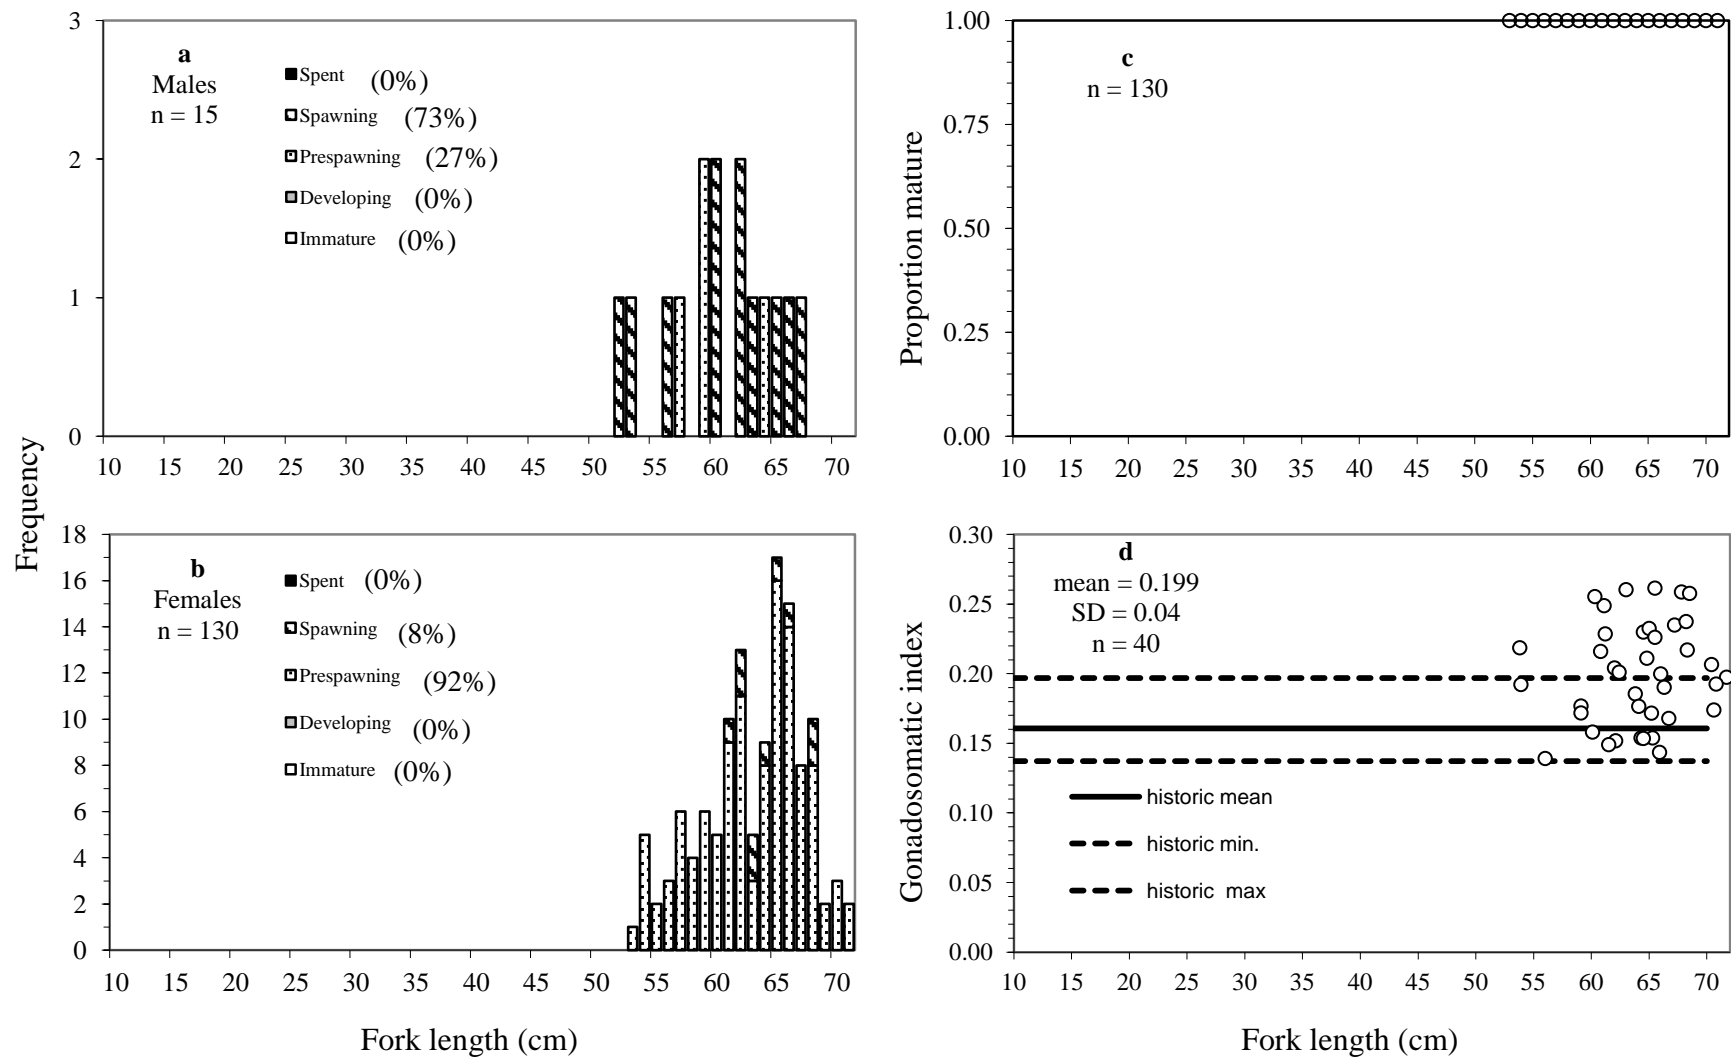 a
Males
n = 15
Spent (0%)
Spawning (73%)
Prespawning (27%)
Developing (0%)
Immature (0%)
3
2
1
0
10 15 20 25 30 35 40 45 50 55 60 65 70
Frequency
b
Females
n = 130
Spent (0%)
Spawning (8%)
Prespawning (92%)
Developing (0%)
Immature (0%)
18
16
14
12
10
8
6
4
2
0
10 15 20 25 30 35 40 45 50 55 60 65 70
Fork length (cm)
c
n = 130
1.00
0.75
0.50
0.25
0.00
Proportion mature
10 15 20 25 30 35 40 45 50 55 60 65 70
d
mean = 0.199
SD = 0.04
n = 40
0.30
0.25
0.20
0.15
0.10
0.05
0.00
Gonadosomatic index
historic mean
historic min.
historic max
10 15 20 25 30 35 40 45 50 55 60 65 70
Fork length (cm)